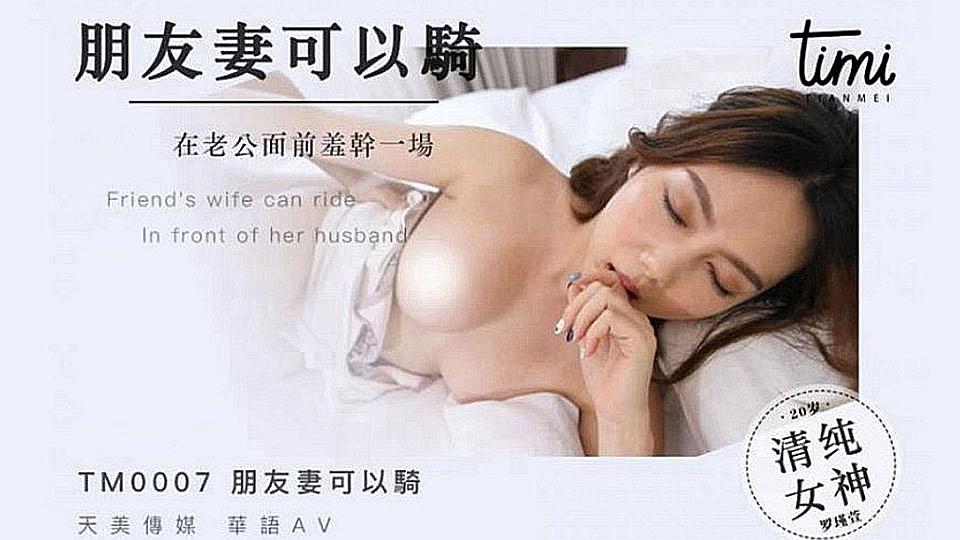 朋友妻可以騎
timi
TIANMEI
在老公面前羞幹一場
Friend's wife can ride
In front of her husband
TM0007 朋友妻可以騎
天美傳媒 華語AV
·20岁·
清纯
女神
罗瑾萱